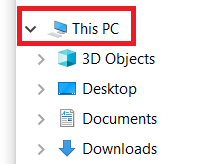 This PC
3D Objects
Desktop
Documents
Downloads